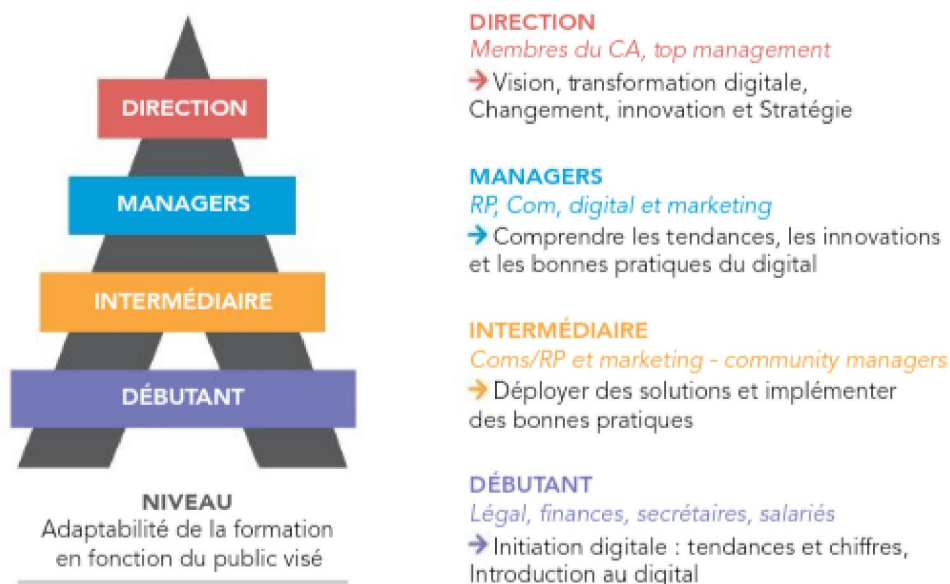 DIRECTION
MANAGERS
INTERMÉDIAIRE
DÉBUTANT
NIVEAU
Adaptabilité de la formation
en fonction du public visé
DIRECTION
Membres du CA, top management
→ Vision, transformation digitale,
Changement, innovation et Stratégie
MANAGERS
RP, Com, digital et marketing
→ Comprendre les tendances, les innovations
et les bonnes pratiques du digital
INTERMÉDIAIRE
Coms/RP et marketing - community managers
→ Déployer des solutions et implémenter
des bonnes pratiques
DÉBUTANT
Légal, finances, secrétaires, salariés
→ Initiation digitale : tendances et chiffres,
Introduction au digital